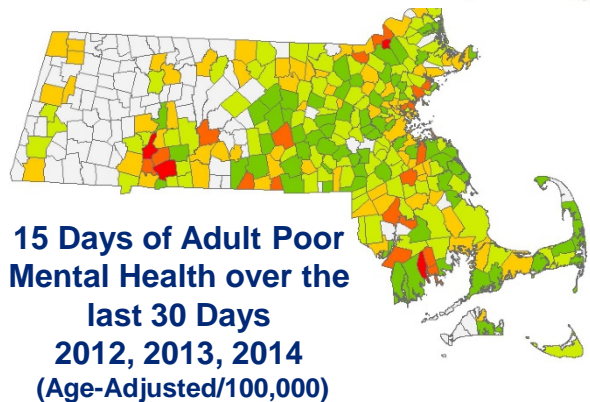 15 Days of Adult Poor
Mental Health over the
last 30 Days
2012, 2013, 2014
(Age-Adjusted/100,000)